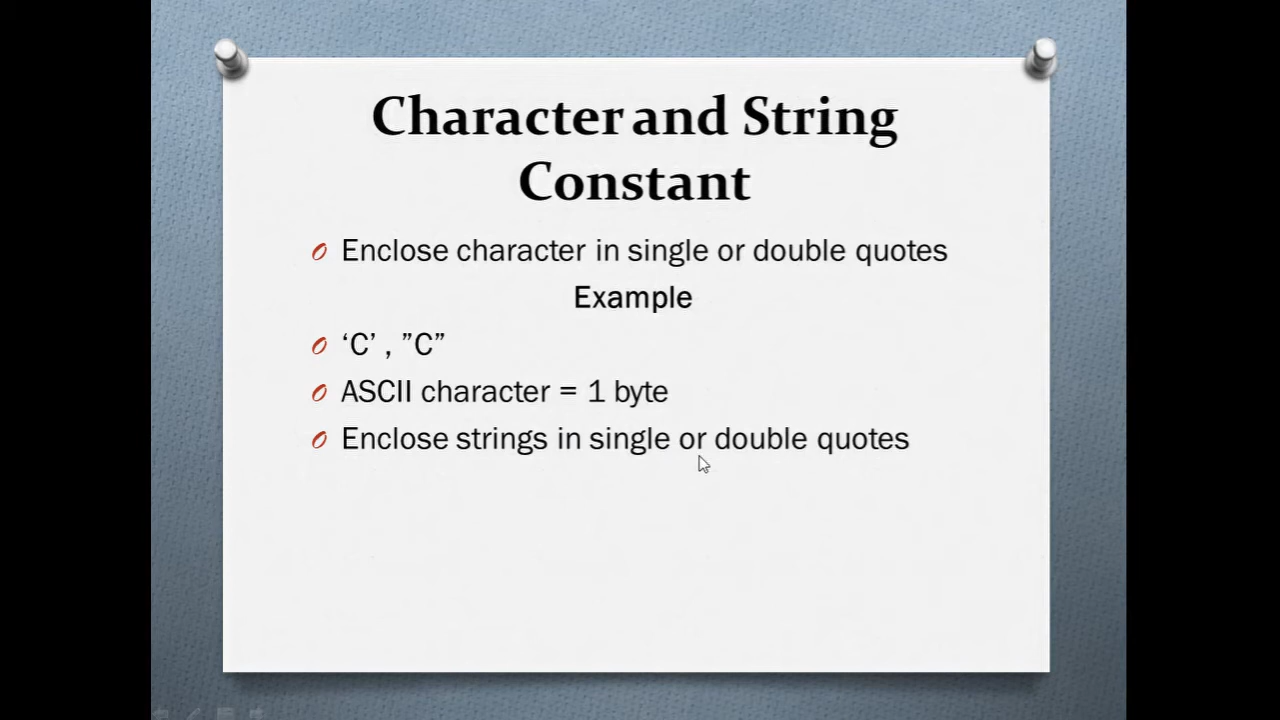 Character and String
Constant
Enclose character in single or double quotes
Example
‘C’ , ”C”
ASCII character = 1 byte
Enclose strings in single or double quotes